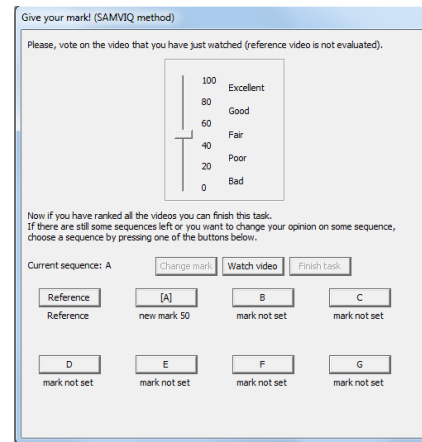 Give your mark! (SAMVIQ method)
Please, vote on the video that you have just watched (reference video is not evaluated).
100
Excellent
80
Good
60
Fair
40
Poor
20
Bad
0
Now if you have ranked all the videos you can finish this task.
If there are still some sequences left or you want to change your opinion on some sequence,
choose a sequence by pressing one of the buttons below.
Current sequence: A Change mark Watch video Finish task
Reference [A] B C
Reference new mark 50 mark not set mark not set
D E F G
mark not set mark not set mark not set mark not set